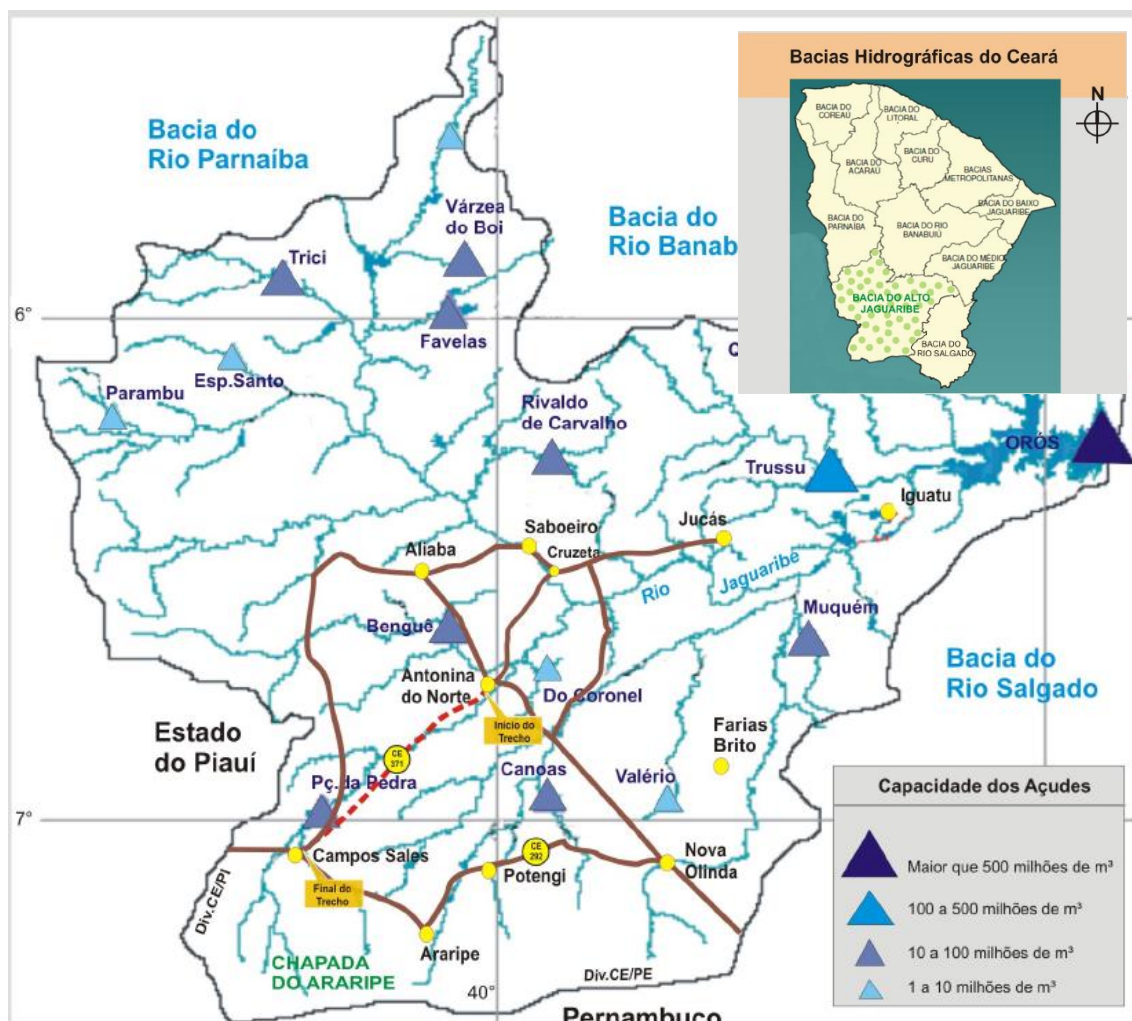 Bacias Hidrográficas do Ceará
N
BACIA DO
COREAÚ
BACIA DO
LITORAL
BACIA DO
CURU
BACIA DO
ACARAÚ
BACIAS
METROPOLITANAS
BACIA DO BAIXO
JAGUARIBE
BACIA DO
PARNAÍBA
BACIA DO RIO
BANABUIÚ
BACIA DO MÉDIO
JAGUARIBE
BACIA DO ALTO
JAGUARIBE
BACIA DO
RIO SALGADO
Bacia do
Rio Parnaíba
Várzea
do Boi
Bacia do
Rio Banab
Trici
6°
Favelas
Q
Esp.Santo
Parambu
Rivaldo
de Carvalho
ORÓS
Trussu
Iguatu
Saboeiro
Jucás
Aliaba
Cruzeta
Rio
Jaguaribe
Benguê
Muquém
Antonina
do Norte
Do Coronel
Bacia do
Rio Salgado
Início do
Trecho
Estado
do Piauí
Farias
Brito
CE
371
Pç.da Pedra
Canoas
Valério
7°
Campos Sales
CE
292
Potengi
Nova
Olinda
Final do
Trecho
Div.CE/PI
Araripe
CHAPADA
DO ARARIPE
Div.CE/PE
40°
Pernambuco
Capacidade dos Açudes
Maior que 500 milhões de m³
100 a 500 milhões de m³
10 a 100 milhões de m³
1 a 10 milhões de m³